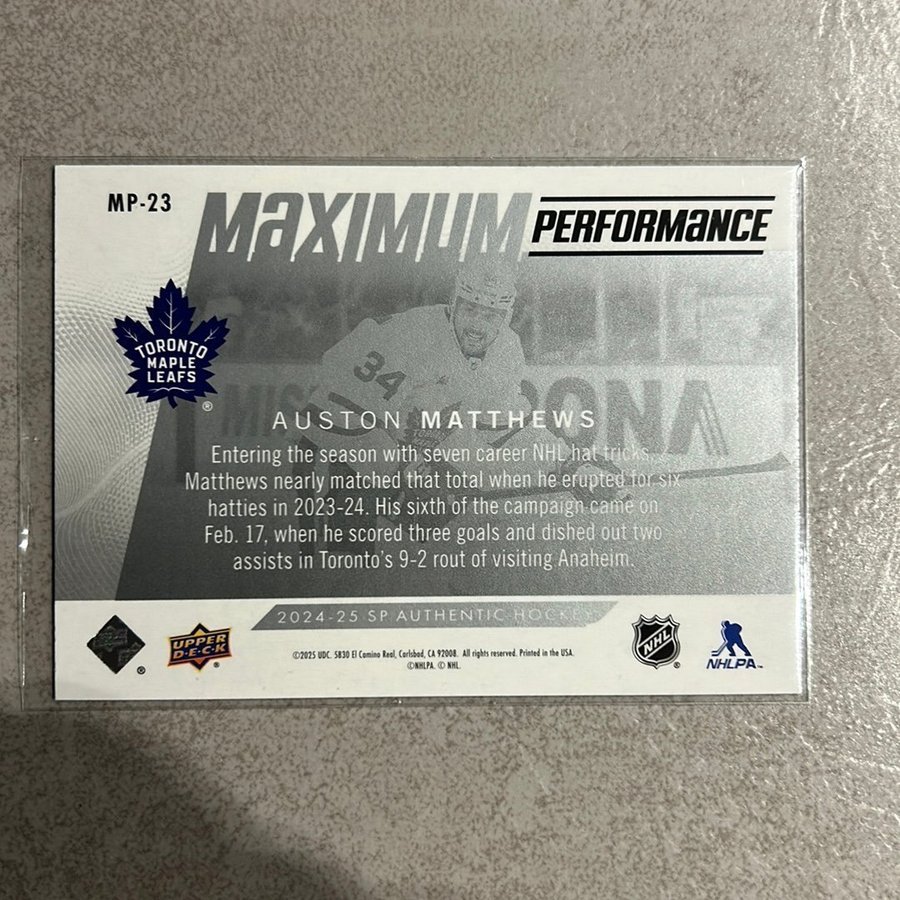 MP-23
MAXIMUM PERFORMANCE
TORONTO
MAPLE
LEAFS
®
34
AUSTON MATTHEWS
Entering the season with seven career NHL hat tricks,
Matthews nearly matched that total when he erupted for six
hatties in 2023-24. His sixth of the campaign came on
Feb. 17, when he scored three goals and dished out two
assists in Toronto's 9-2 rout of visiting Anaheim.
2024-25 SP AUTHENTIC HOCKEY
UPPER
D·E·C·K
©2025 UDC. 5830 El Camino Real, Carlsbad, CA 92008. All rights reserved. Printed in the USA.
©NHLPA. © NHL.
NHL
®
NHLPA